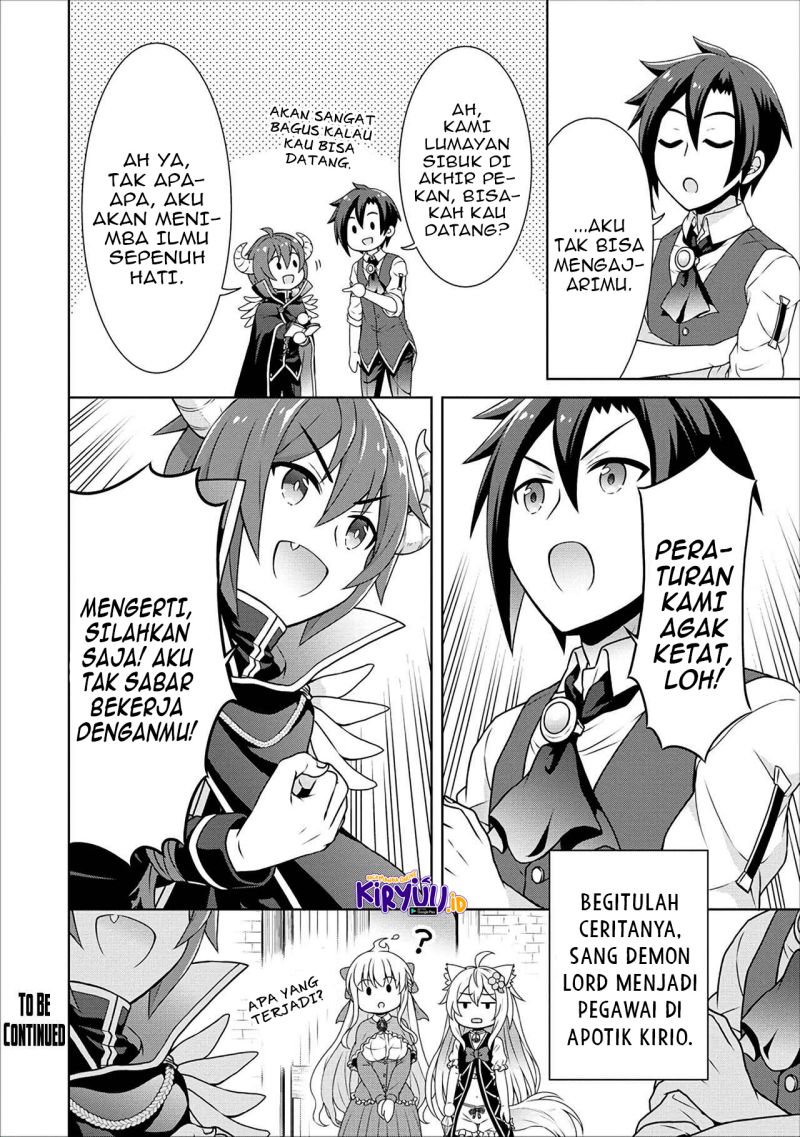 ...AKU
TAK BISA
MENGAJ-
ARIMU.
AH,
KAMI
LUMAYAN
SIBUK DI
AKHIR PE-
KAN, BISA-
KAH KAU
DATANG?
AKAN SANGAT
BAGUS KALAU
KAU BISA
DATANG.
AH YA,
TAK APA-
APA, AKU
AKAN MENI-
MBA ILMU
SEPENUH
HATI.
PERA-
TURAN
KAMI
AGAK
KETAT,
LOH!
MENGERTI,
SILAHKAN
SAJA! AKU
TAK SABAR
BEKERJA
DENGANMU!
KIRYUU.ID
BEGITULAH
CERITANYA,
SANG DEMON
LORD MENJADI
PEGAWAI DI
APOTIK KIRIO.
?
APA YANG
TERJADI?
TO BE
CONTINUED